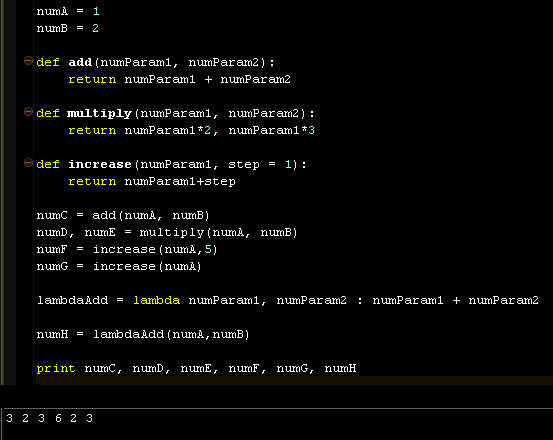 numA = 1
numB = 2
def add(numParam1, numParam2):
    return numParam1 + numParam2
def multiply(numParam1, numParam2):
    return numParam1*2, numParam1*3
def increase(numParam1, step = 1):
    return numParam1+step
numC = add(numA, numB)
numD, numE = multiply(numA, numB)
numF = increase(numA,5)
numG = increase(numA)
lambdaAdd = lambda numParam1, numParam2 : numParam1 + numParam2
numH = lambdaAdd(numA,numB)
print numC, numD, numE, numF, numG, numH
3 2 3 6 2 3